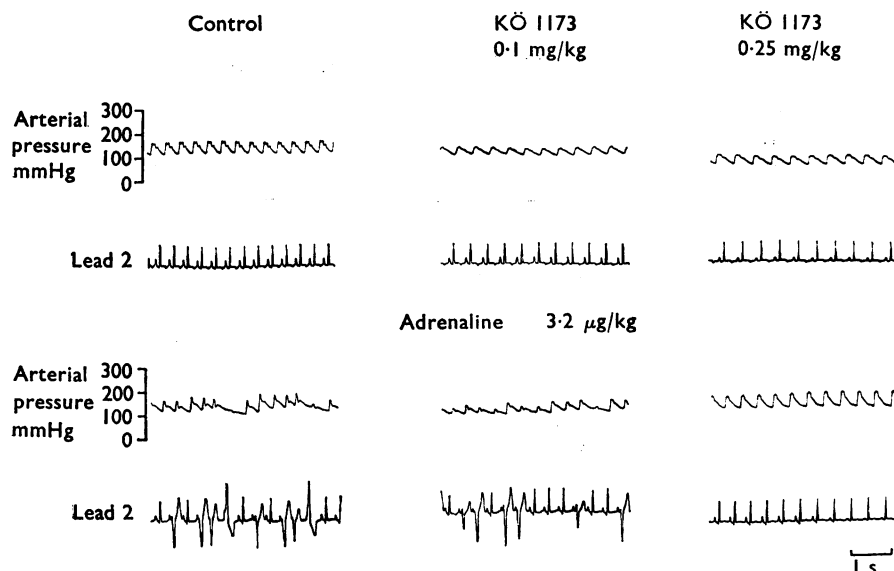 Control
KÖ 1173
0·1 mg/kg
KÖ 1173
0·25 mg/kg
Arterial
pressure
mmHg
300
200
100
0
Lead 2
Adrenaline 3·2 µg/kg
Arterial
pressure
mmHg
300
200
100
0
Lead 2
1 s